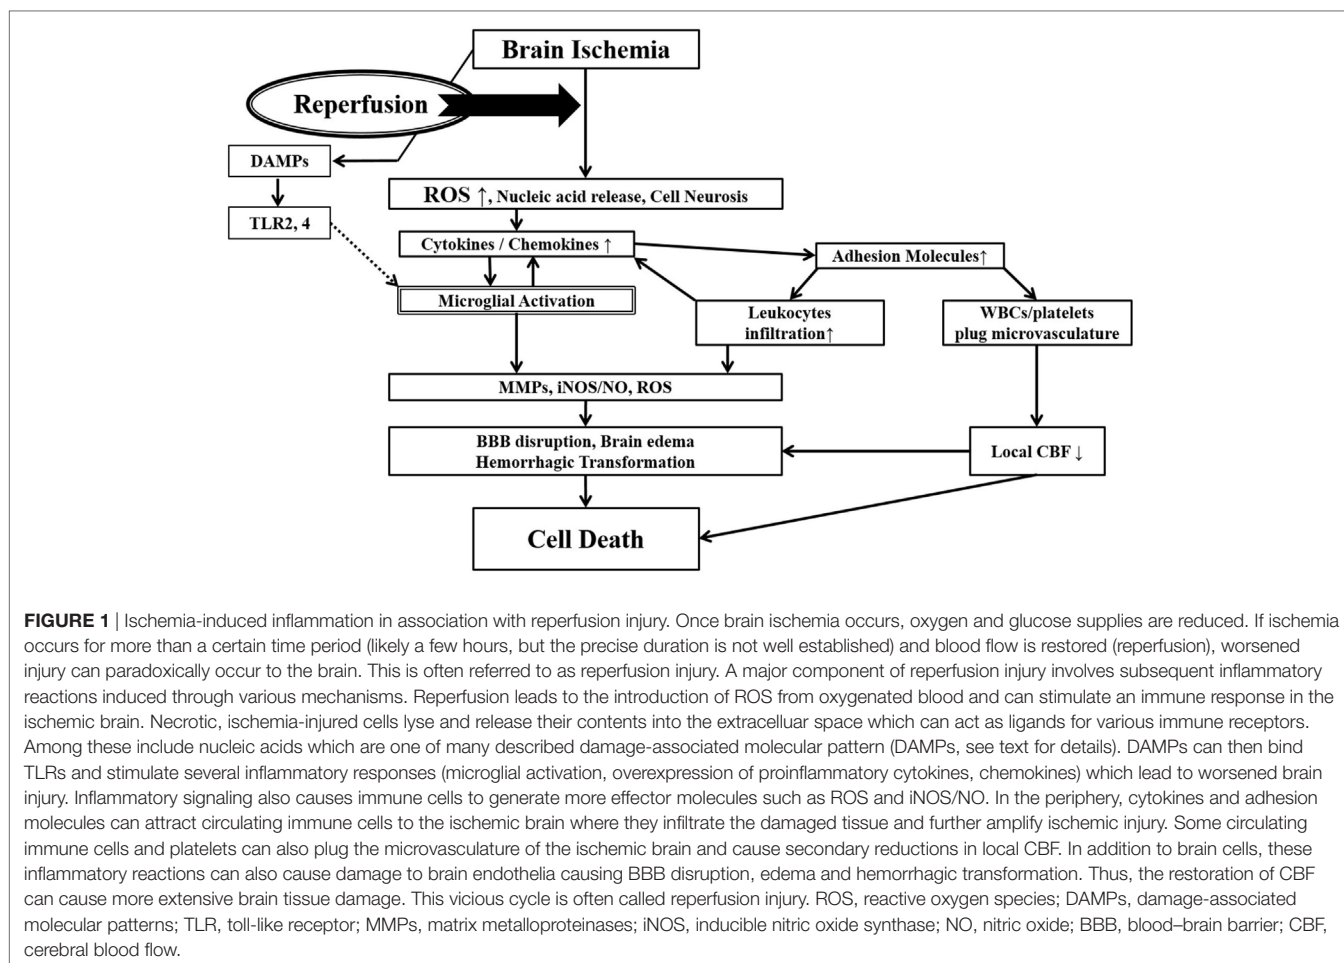 Brain Ischemia
Reperfusion
DAMPs
ROS ↑, Nucleic acid release, Cell Neurosis
TLR2, 4
Cytokines / Chemokines ↑
Adhesion Molecules↑
Microglial Activation
Leukocytes
infiltration↑
WBCs/platelets
plug microvasculature
MMPs, iNOS/NO, ROS
BBB disruption, Brain edema
Hemorrhagic Transformation
Local CBF ↓
Cell Death
FIGURE 1 | Ischemia-induced inflammation in association with reperfusion injury. Once brain ischemia occurs, oxygen and glucose supplies are reduced. If ischemia
occurs for more than a certain time period (likely a few hours, but the precise duration is not well established) and blood flow is restored (reperfusion), worsened
injury can paradoxically occur to the brain. This is often referred to as reperfusion injury. A major component of reperfusion injury involves subsequent inflammatory
reactions induced through various mechanisms. Reperfusion leads to the introduction of ROS from oxygenated blood and can stimulate an immune response in the
ischemic brain. Necrotic, ischemia-injured cells lyse and release their contents into the extracelluar space which can act as ligands for various immune receptors.
Among these include nucleic acids which are one of many described damage-associated molecular pattern (DAMPs, see text for details). DAMPs can then bind
TLRs and stimulate several inflammatory responses (microglial activation, overexpression of proinflammatory cytokines, chemokines) which lead to worsened brain
injury. Inflammatory signaling also causes immune cells to generate more effector molecules such as ROS and iNOS/NO. In the periphery, cytokines and adhesion
molecules can attract circulating immune cells to the ischemic brain where they infiltrate the damaged tissue and further amplify ischemic injury. Some circulating
immune cells and platelets can also plug the microvasculature of the ischemic brain and cause secondary reductions in local CBF. In addition to brain cells, these
inflammatory reactions can also cause damage to brain endothelia causing BBB disruption, edema and hemorrhagic transformation. Thus, the restoration of CBF
can cause more extensive brain tissue damage. This vicious cycle is often called reperfusion injury. ROS, reactive oxygen species; DAMPs, damage-associated
molecular patterns; TLR, toll-like receptor; MMPs, matrix metalloproteinases; iNOS, inducible nitric oxide synthase; NO, nitric oxide; BBB, blood–brain barrier; CBF,
cerebral blood flow.